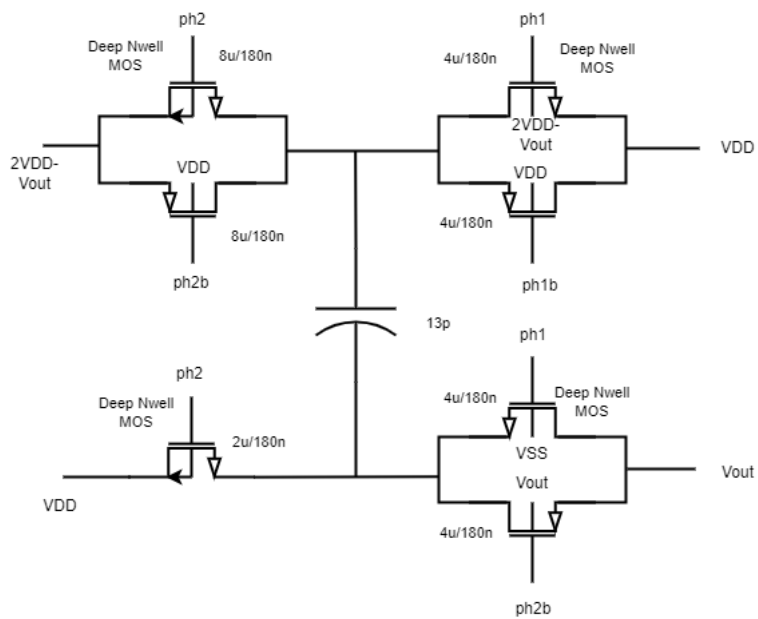 ph2
ph1
Deep Nwell
MOS
8u/180n
4u/180n
Deep Nwell
MOS
2VDD-
Vout
VDD
2VDD-
Vout
VDD
VDD
8u/180n
4u/180n
ph2b
ph1b
13p
ph1
ph2
Deep Nwell
MOS
2u/180n
4u/180n
Deep Nwell
MOS
VSS
Vout
VDD
Vout
4u/180n
ph2b